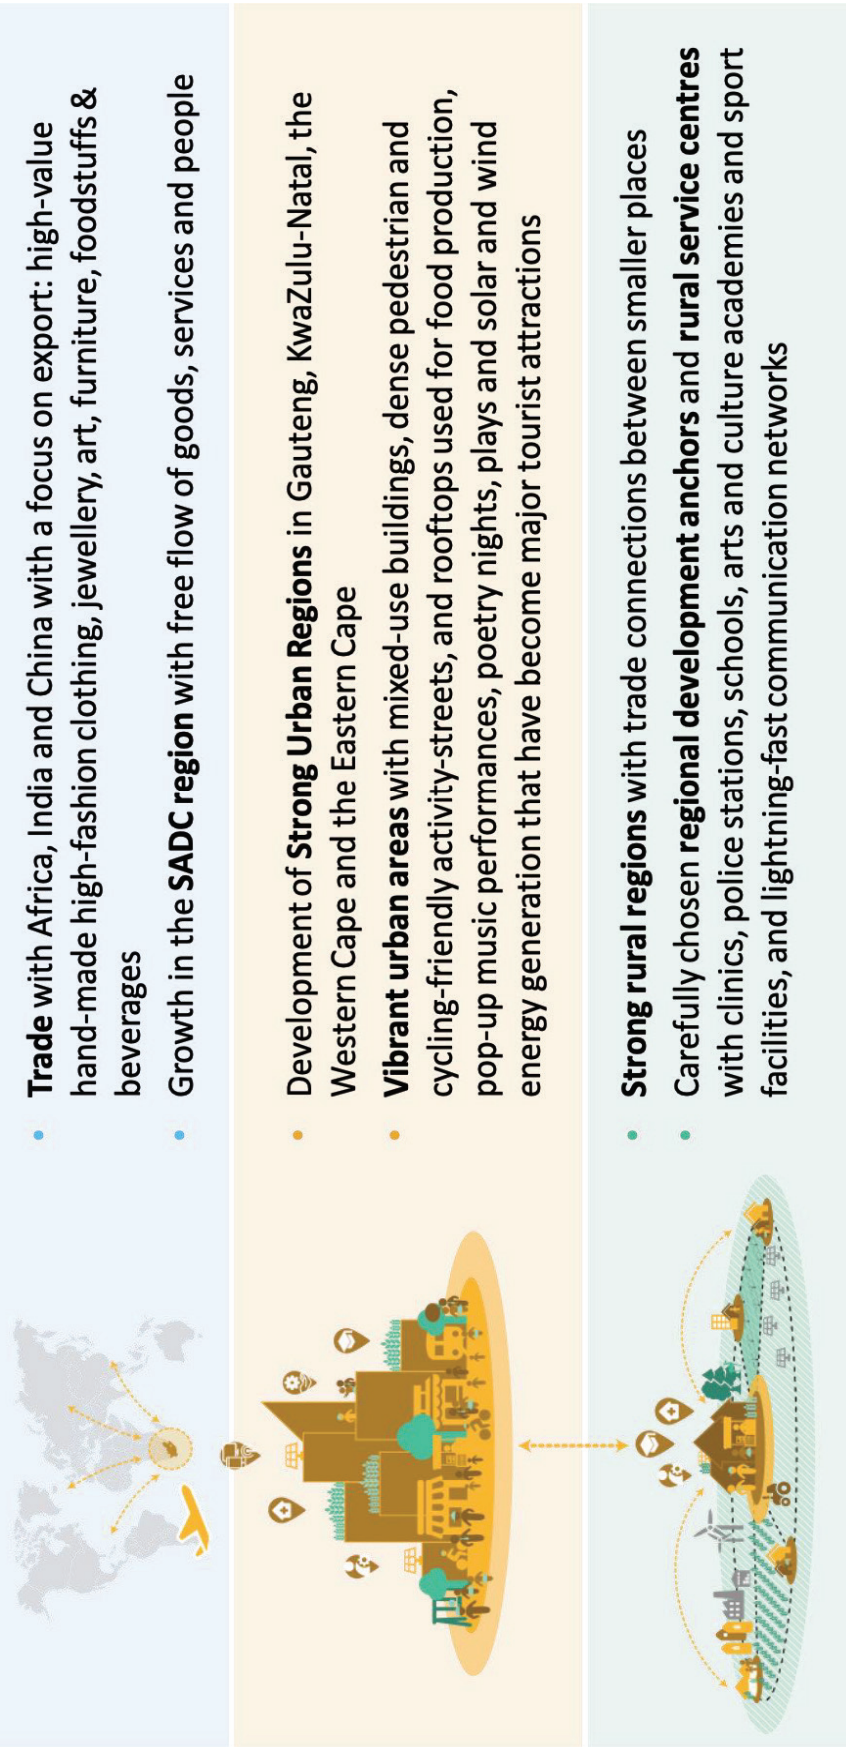 • Trade with Africa, India and China with a focus on export: high-value
hand-made high-fashion clothing, jewellery, art, furniture, foodstuffs &
beverages
• Growth in the SADC region with free flow of goods, services and people
• Development of Strong Urban Regions in Gauteng, KwaZulu-Natal, the
Western Cape and the Eastern Cape
• Vibrant urban areas with mixed-use buildings, dense pedestrian and
cycling-friendly activity-streets, and rooftops used for food production,
pop-up music performances, poetry nights, plays and solar and wind
energy generation that have become major tourist attractions
• Strong rural regions with trade connections between smaller places
• Carefully chosen regional development anchors and rural service centres
with clinics, police stations, schools, arts and culture academies and sport
facilities, and lightning-fast communication networks